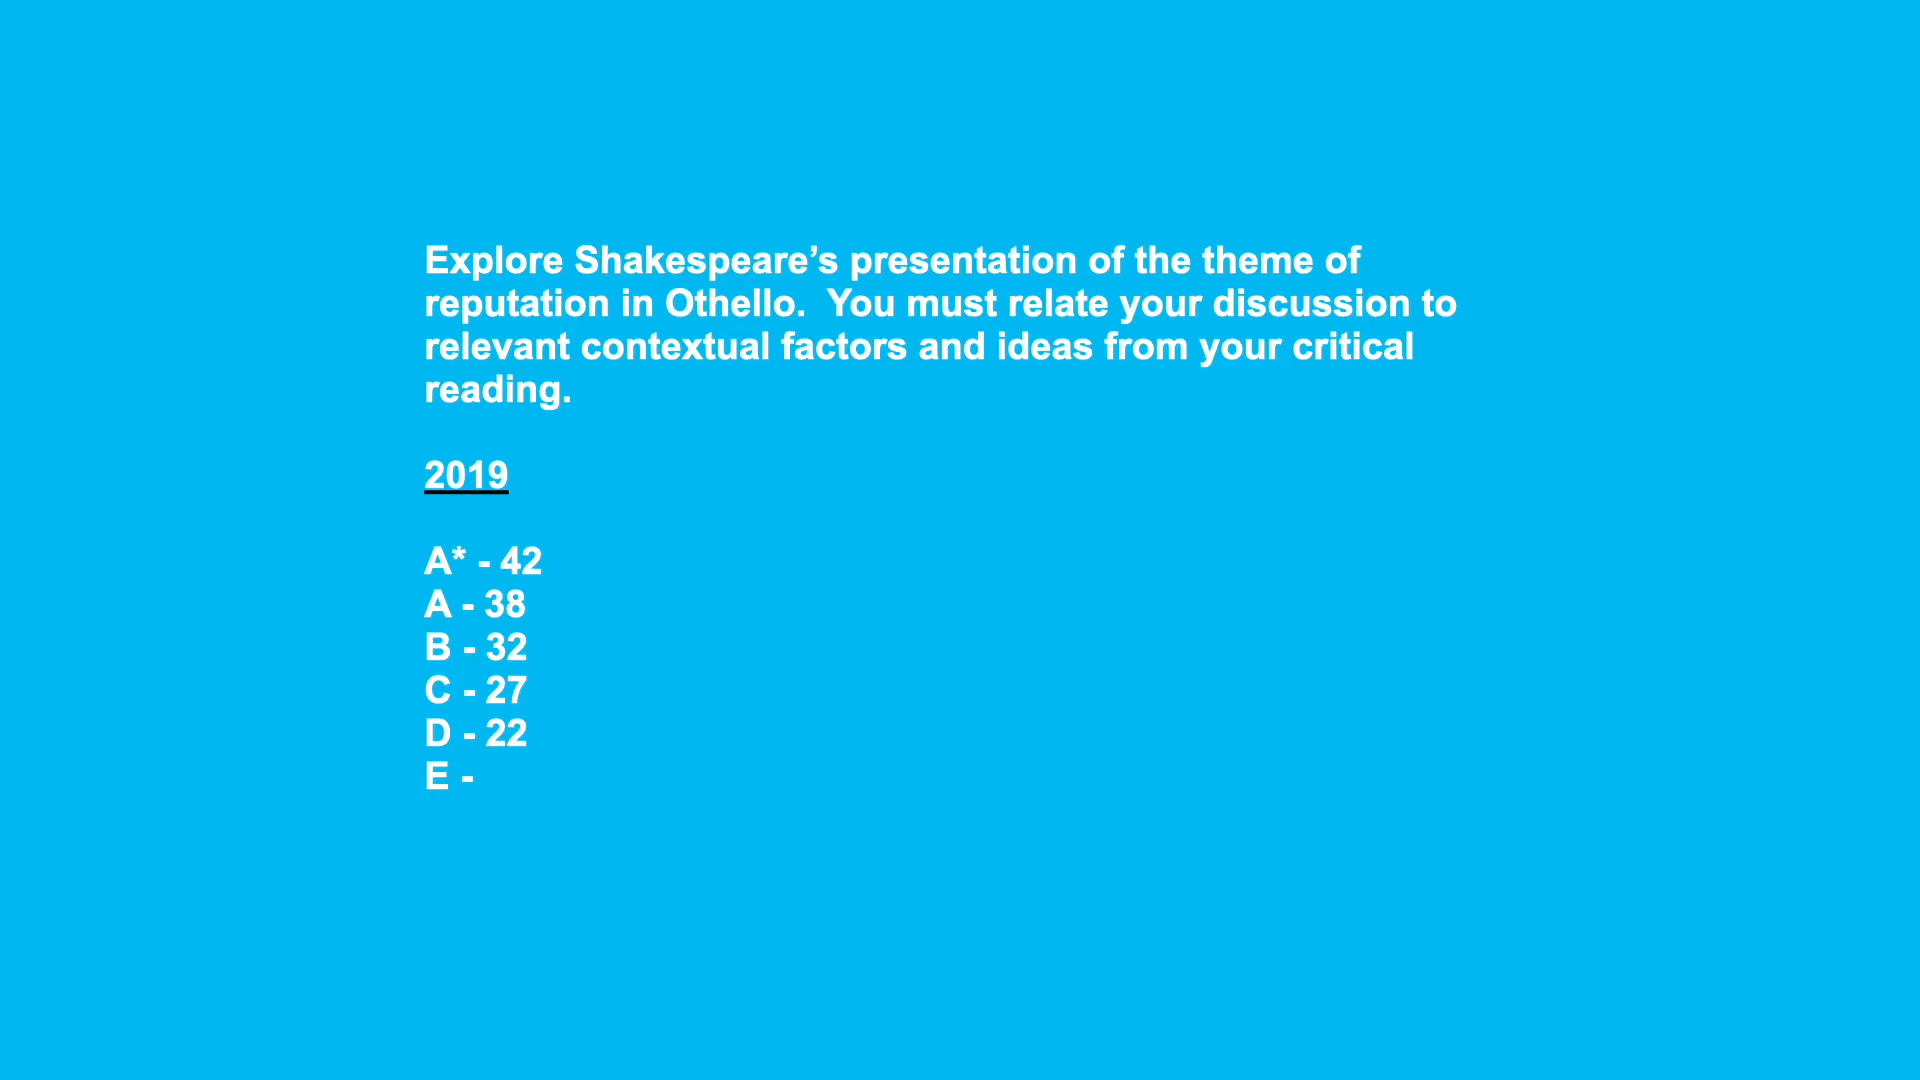 Explore Shakespeare’s presentation of the theme of
reputation in Othello.  You must relate your discussion to
relevant contextual factors and ideas from your critical
reading.
2019
A* - 42
A - 38
B - 32
C - 27
D - 22
E -